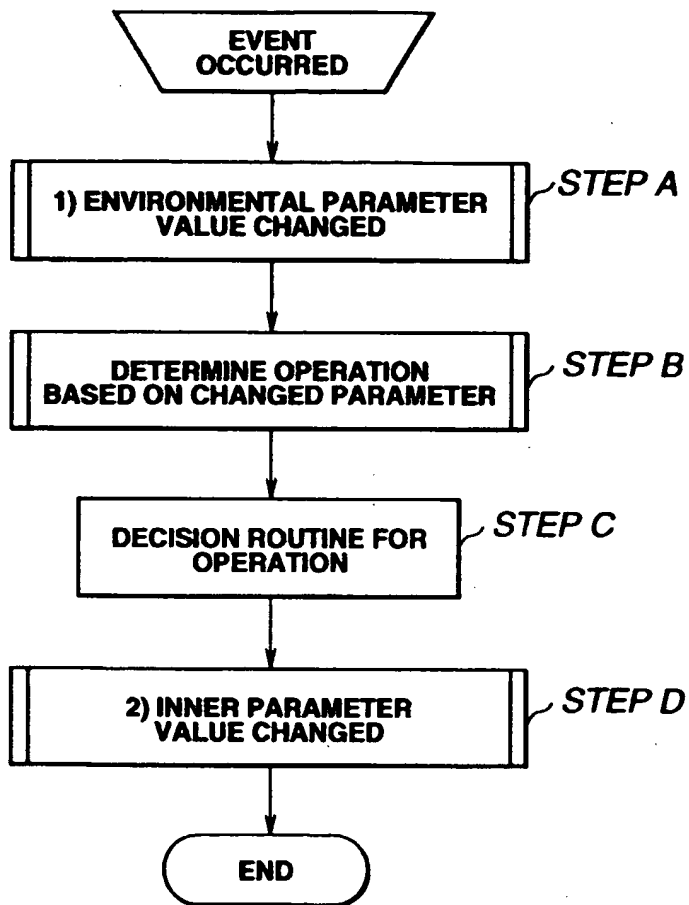 EVENT
OCCURRED
1) ENVIRONMENTAL PARAMETER
VALUE CHANGED
STEP A
DETERMINE OPERATION
BASED ON CHANGED PARAMETER
STEP B
DECISION ROUTINE FOR
OPERATION
STEP C
2) INNER PARAMETER
VALUE CHANGED
STEP D
END